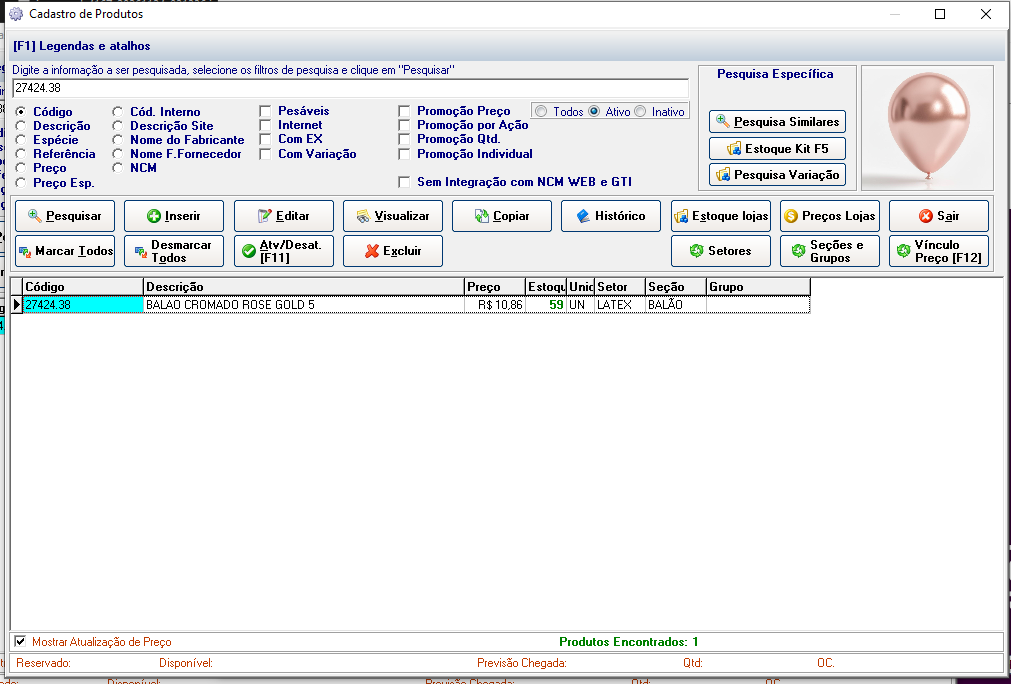 Cadastro de Produtos
[F1] Legendas e atalhos
Digite a informação a ser pesquisada, selecione os filtros de pesquisa e clique em "Pesquisar"
27424.38
Código
Descrição
Espécie
Referência
Preço
Preço Esp.
Cód. Interno
Descrição Site
Nome do Fabricante
Nome F.Fornecedor
NCM
Pesáveis
Internet
Com EX
Com Variação
Promoção Preço
Promoção por Ação
Promoção Qtd.
Promoção Individual
Sem Integração com NCM WEB e GTI
Todos Ativo Inativo
Pesquisa Específica
Pesquisa Similares
Estoque Kit F5
Pesquisa Variação
Pesquisar Inserir Editar Visualizar Copiar Histórico Estoque lojas Preços Lojas Sair
Marcar Todos
Desmarcar
Todos
Atv/Desat.
[F11]
Excluir
Setores
Seções e
Grupos
Vínculo
Preço [F12]
Código Descrição Preço Estoqu Unid Setor Seção Grupo
27424.38 BALAO CROMADO ROSE GOLD 5 R$ 10,86 59 UN LATEX BALÃO
Mostrar Atualização de Preço
Produtos Encontrados: 1
Reservado: Disponível: Previsão Chegada: Qtd: OC.